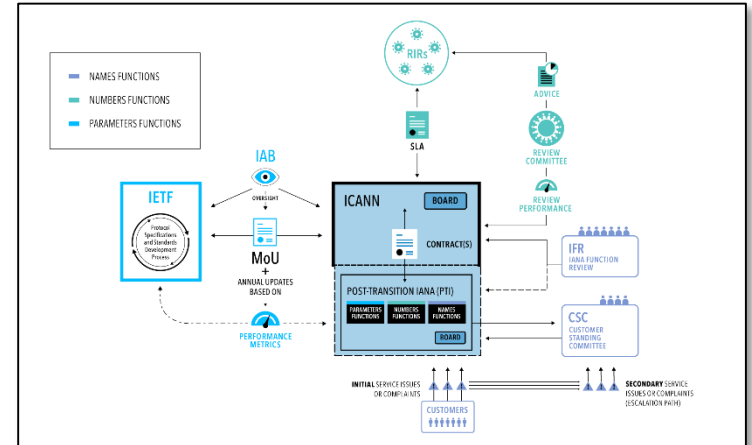 NAMES FUNCTIONS
NUMBERS FUNCTIONS
PARAMETERS FUNCTIONS
RIRs
ADVICE
SLA
REVIEW
COMMITTEE
REVIEW
PERFORMANCE
IAB
OVERSIGHT
IETF
Protocol
Specifications
and Standards
Development
Process
MoU
+
ANNUAL UPDATES
BASED ON
PERFORMANCE
METRICS
ICANN
BOARD
CONTRACT(S)
POST-TRANSITION IANA (PTI)
PARAMETERS
FUNCTIONS
NUMBERS
FUNCTIONS
NAMES
FUNCTIONS
BOARD
IFR
IANA FUNCTION
REVIEW
CSC
CUSTOMER
STANDING
COMMITTEE
INITIAL SERVICE ISSUES
OR COMPLAINTS
CUSTOMERS
SECONDARY SERVICE
ISSUES OR COMPLAINTS
(ESCALATION PATH)